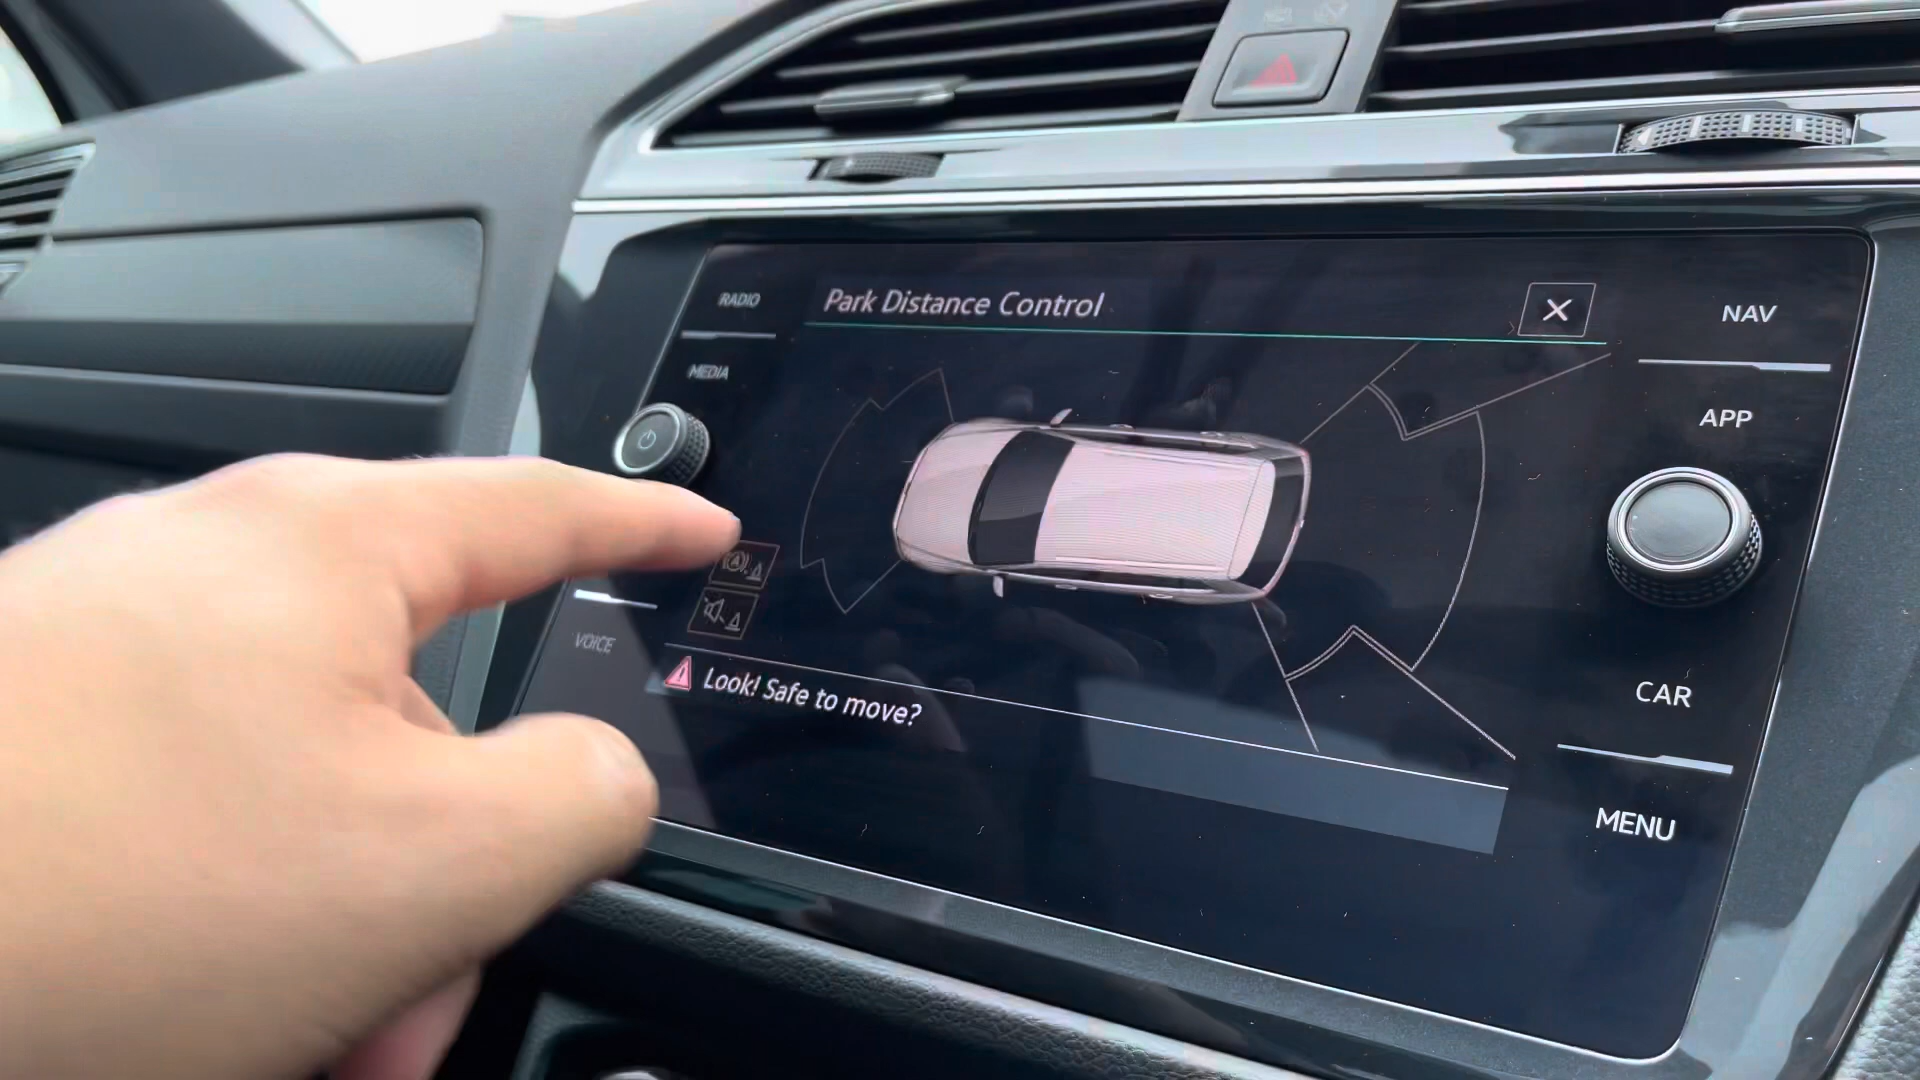 RADIO
Park Distance Control
NAV
MEDIA
APP
VOICE
Look! Safe to move?
CAR
MENU